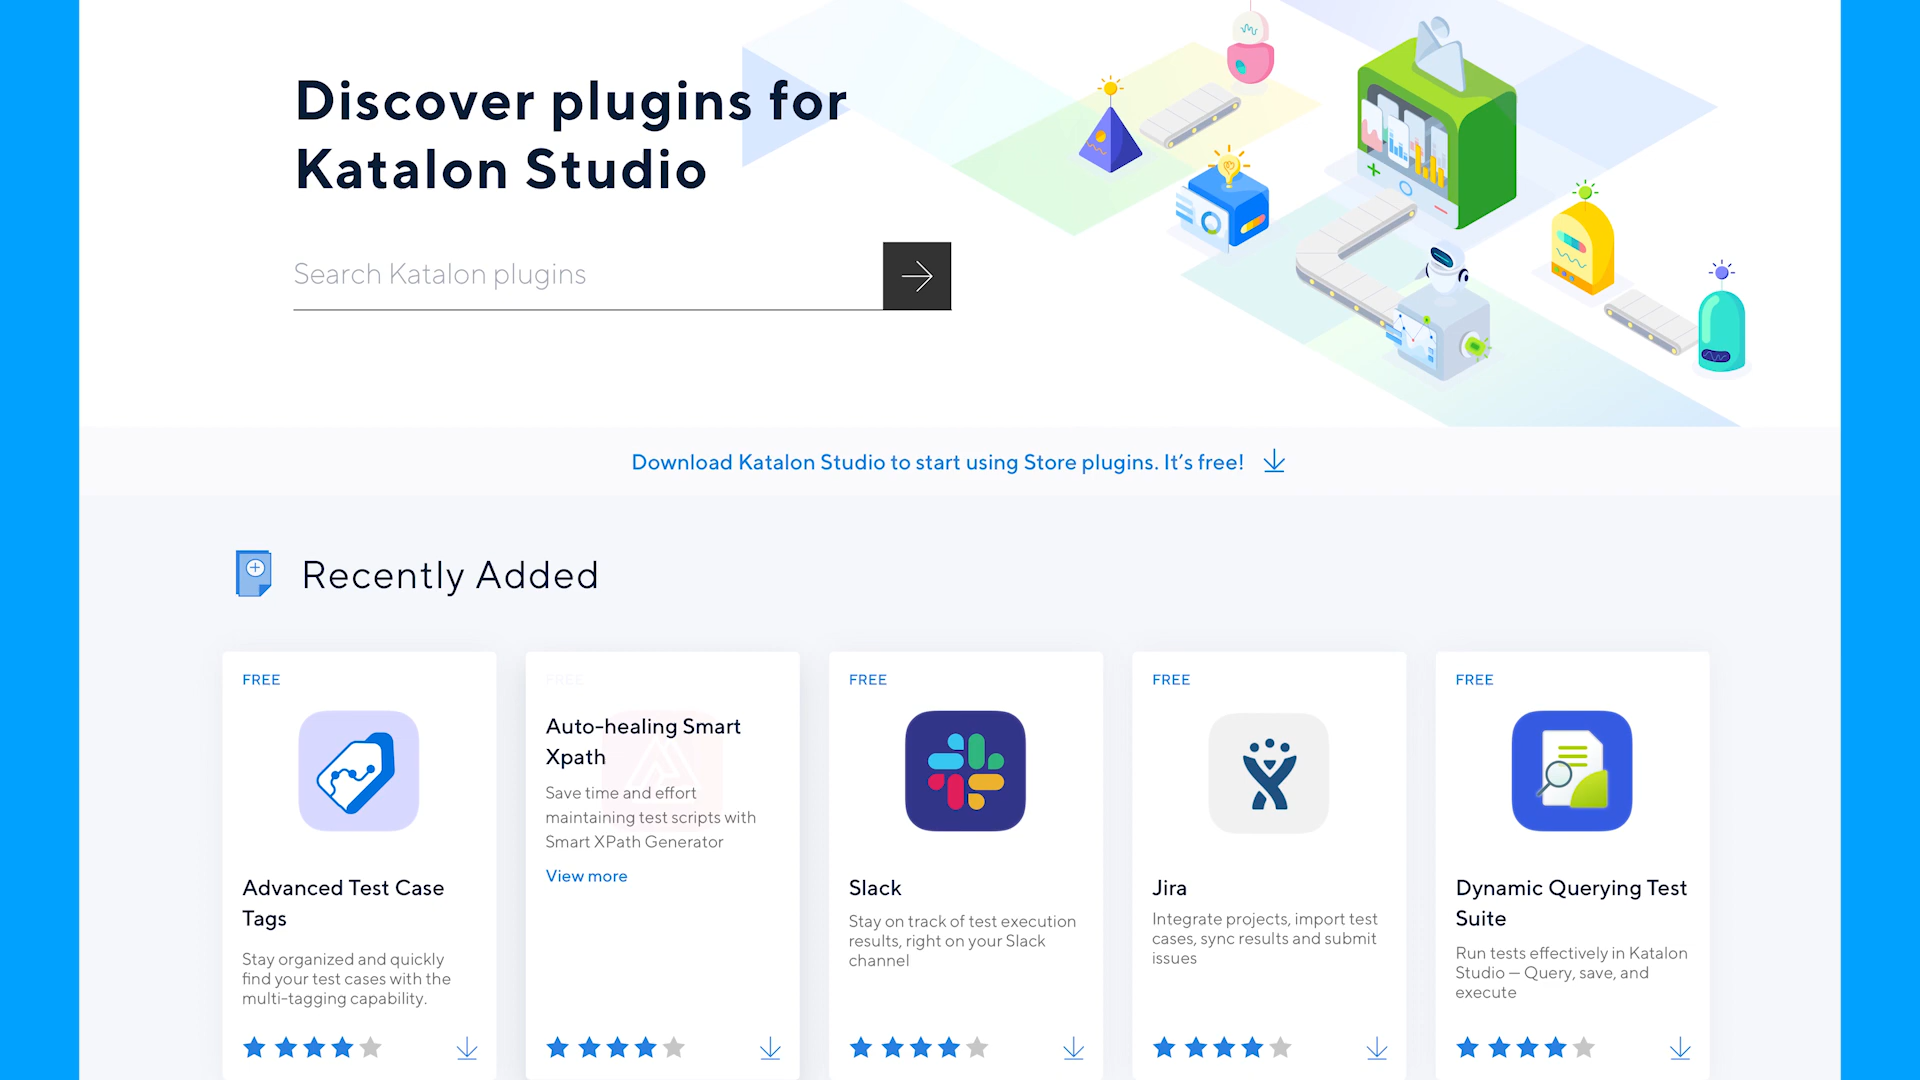 Discover plugins for
Katalon Studio
Search Katalon plugins
Download Katalon Studio to start using Store plugins. It’s free!
Recently Added
FREE
Advanced Test Case
Tags
Stay organized and quickly
find your test cases with the
multi-tagging capability.
FREE
Auto-healing Smart
Xpath
Save time and effort
maintaining test scripts with
Smart XPath Generator
View more
FREE
Slack
Stay on track of test execution
results, right on your Slack
channel
FREE
Jira
Integrate projects, import test
cases, sync results and submit
issues
FREE
Dynamic Querying Test
Suite
Run tests effectively in Katalon
Studio – Query, save, and
execute